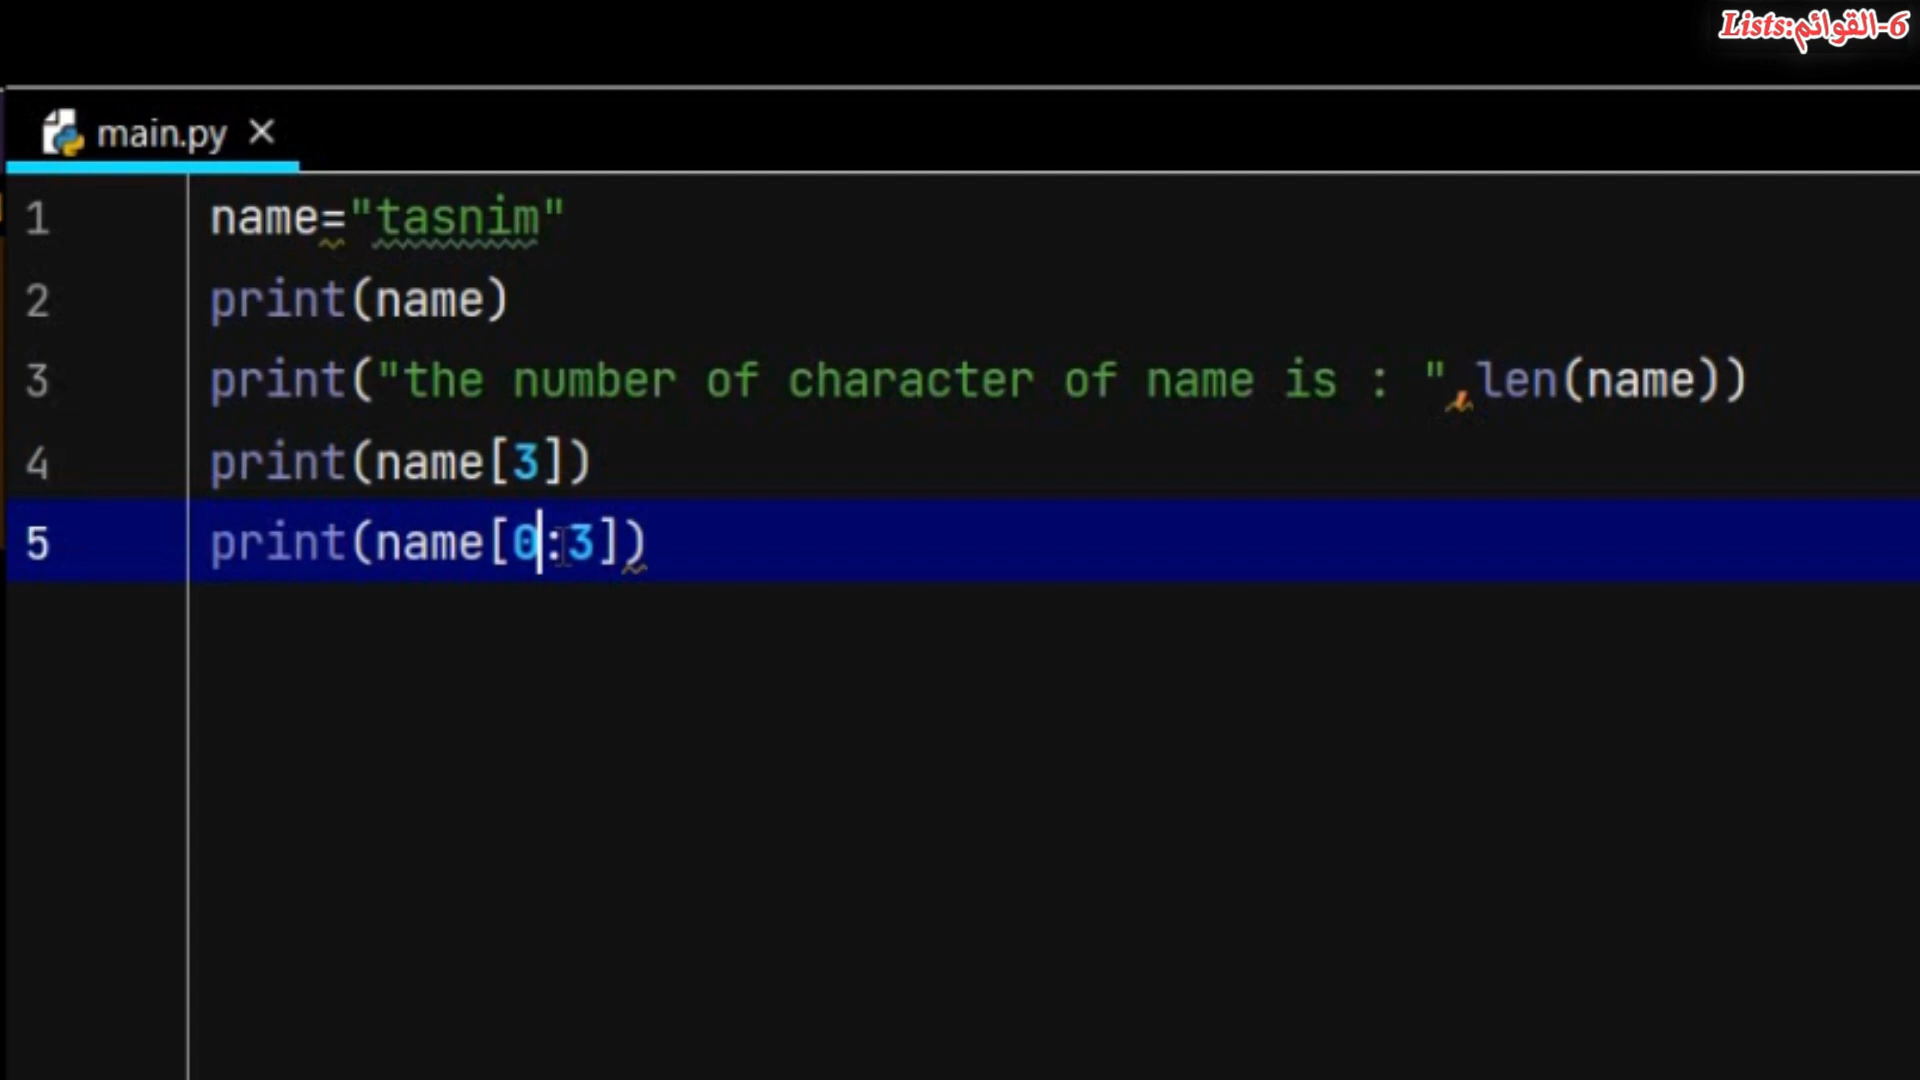 6-القوائم:Lists
main.py
1 name="tasnim"
2 print(name)
3 print("the number of character of name is : ",len(name))
4 print(name[3])
5 print(name[0:3])